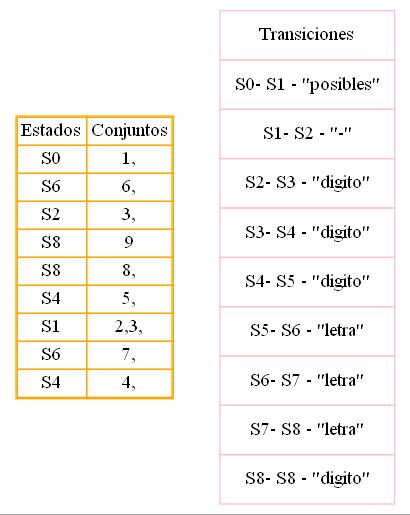 Estados Conjuntos
S0 1,
S6 6,
S2 3,
S8 9
S8 8,
S4 5,
S1 2,3,
S6 7,
S4 4,
Transiciones
S0- S1 - "posibles"
S1- S2 - "-"
S2- S3 - "digito"
S3- S4 - "digito"
S4- S5 - "digito"
S5- S6 - "letra"
S6- S7 - "letra"
S7- S8 - "letra"
S8- S8 - "digito"